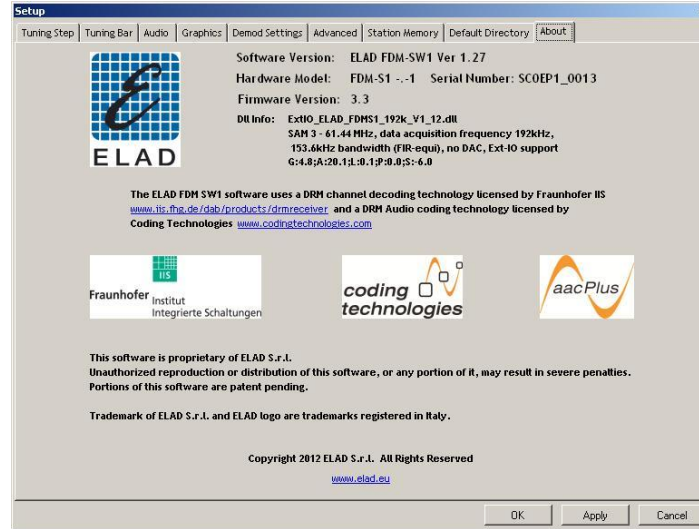 Setup
Tuning Step Tuning Bar Audio Graphics Demod Settings Advanced Station Memory Default Directory About
ELAD
Software Version: ELAD FDM-SW1 Ver 1.27
Hardware Model: FDM-S1 -.-1 Serial Number: SC0EP1_0013
Firmware Version: 3.3
Dll Info: ExtIO_ELAD_FDMS1_192k_V1_12.dll
SAM 3 - 61.44 MHz, data acquisition frequency 192kHz,
153.6kHz bandwidth (FIR-equi), no DAC, Ext-IO support
G:4.8;A:20.1;L:0.1;P:0.0;S:-6.0
The ELAD FDM SW1 software uses a DRM channel decoding technology licensed by Fraunhofer IIS
www.iis.fhg.de/dab/products/drmreceiver and a DRM Audio coding technology licensed by
Coding Technologies www.codingtechnologies.com
IIS
Fraunhofer Institut
Integrierte Schaltungen
coding
technologies
aacPlus
This software is proprietary of ELAD S.r.l.
Unauthorized reproduction or distribution of this software, or any portion of it, may result in severe penalties.
Portions of this software are patent pending.
Trademark of ELAD S.r.l. and ELAD logo are trademarks registered in Italy.
Copyright 2012 ELAD S.r.l. All Rights Reserved
www.elad.eu
OK Apply Cancel